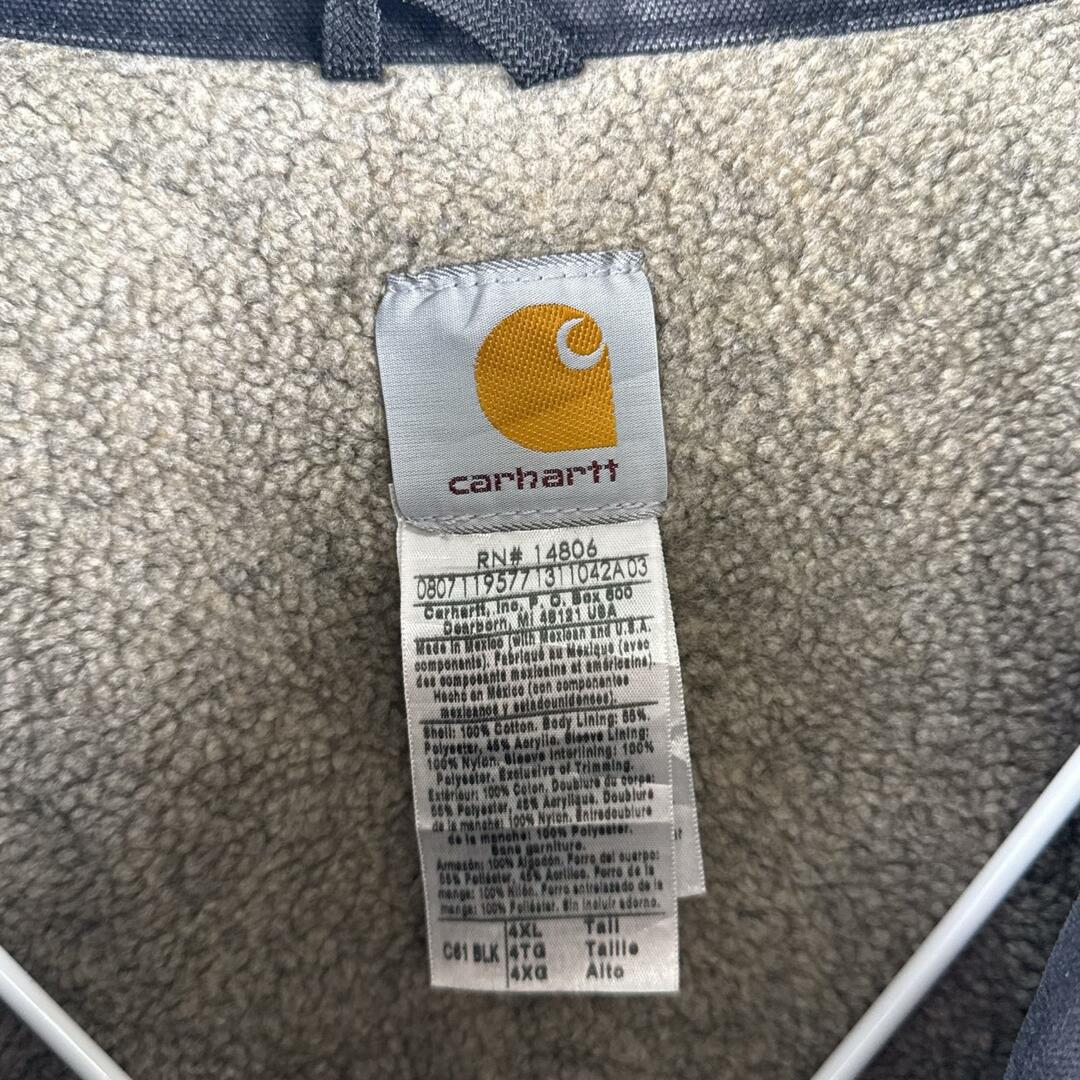 carhartt
RN# 14806
0807119577131 1042A03
Carhartt, Inc, P. O. Box 600
Dearborn, MI 48121 USA
Made in Mexico (with Mexican and U.S.A
components). Fabriqué au Mexique (avec
des composants mexicains et américains).
Hecho en México (con componentes
mexicanos y estadounidenses).
Shell: 100% Cotton. Body Lining: 55%
Polyester, 45% Acrylic. Sleeve Lining:
100% Nylon. Sleeve Interlining: 100%
Polyester. Exclusive of Trimming.
Extérieur: 100% Coton. Doublure du corps:
55% Polyester, 45% Acrylique. Doublure
de la manche: 100% Nylon. Entredoublure
de la manche: 100% Polyester.
Sans garniture.
Armazón: 100% Algodón. Forro del cuerpo:
55% Poliéster, 45% Acrílico. Forro de la
manga: 100% Nilón. Forro entretelado de la
manga: 100% Poliéster. Sin incluir adorno.
4XL Tall
C61 BLK 4TG Taille
4XG Alto